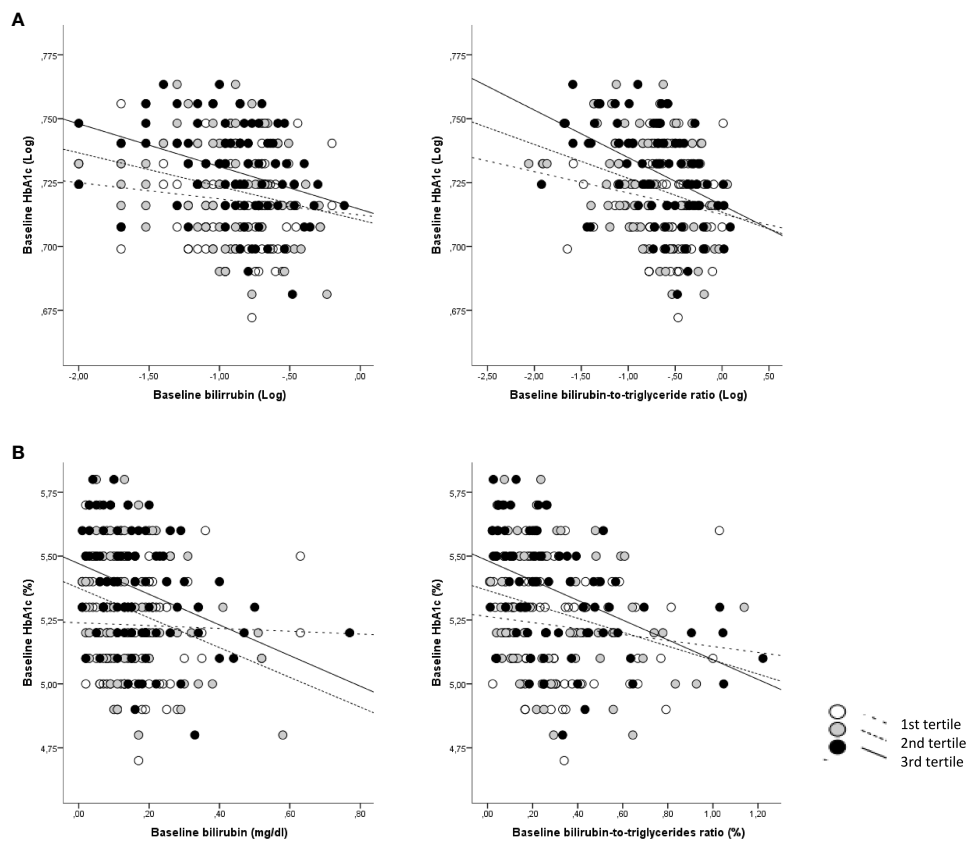 A
,775
,750
,725
,700
,675
Baseline HbA1c (Log)
-2,00 -1,50 -1,00 -,50 ,00
Baseline bilirrubin (Log)
,775
,750
,725
,700
,675
Baseline HbA1c (Log)
-2,50 -2,00 -1,50 -1,00 -,50 ,00 ,50
Baseline bilirubin-to-triglyceride ratio (Log)
B
5,75
5,50
5,25
5,00
4,75
Baseline HbA1c (%)
,00 ,20 ,40 ,60 ,80
Baseline bilirubin (mg/dl)
5,75
5,50
5,25
5,00
4,75
Baseline HbA1c (%)
,00 ,20 ,40 ,60 ,80 1,00 1,20
Baseline bilirubin-to-triglycerides ratio (%)
1st tertile
2nd tertile
3rd tertile